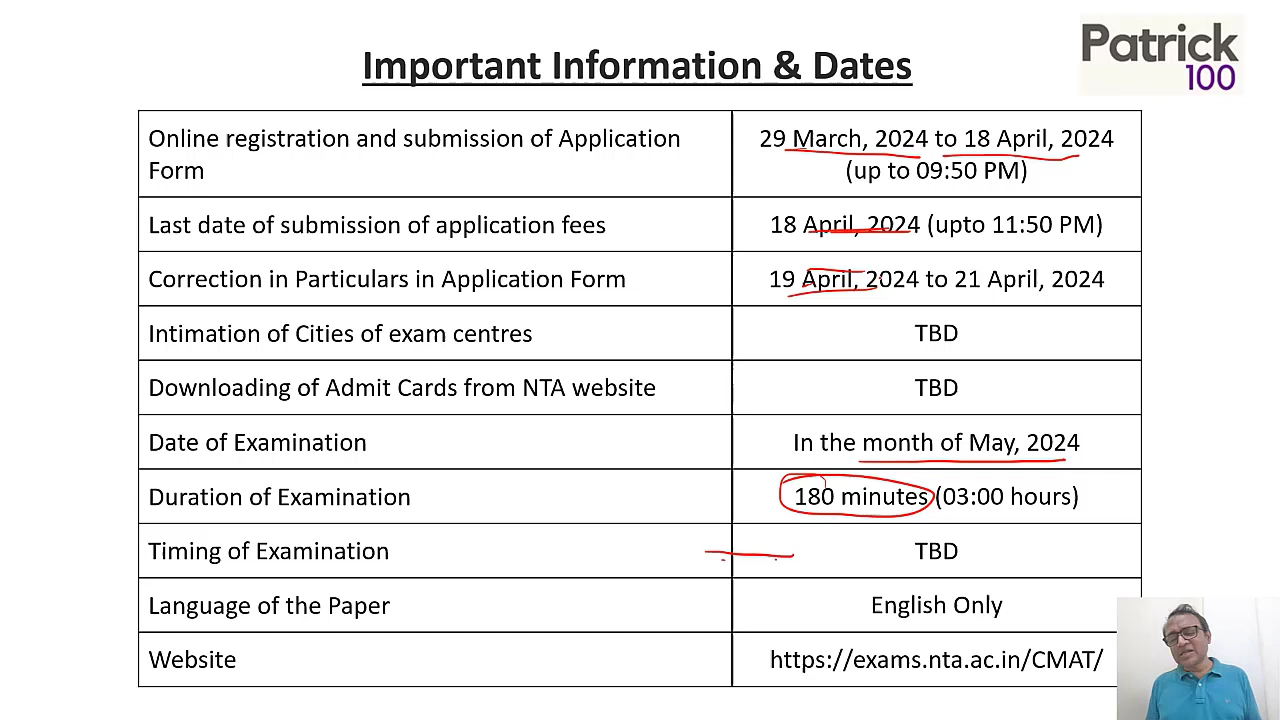 Important Information & Dates
Patrick
100
Online registration and submission of Application
Form
29 March, 2024 to 18 April, 2024
(up to 09:50 PM)
Last date of submission of application fees
18 April, 2024 (upto 11:50 PM)
Correction in Particulars in Application Form
19 April, 2024 to 21 April, 2024
Intimation of Cities of exam centres
TBD
Downloading of Admit Cards from NTA website
TBD
Date of Examination
In the month of May, 2024
Duration of Examination
180 minutes (03:00 hours)
Timing of Examination
TBD
Language of the Paper
English Only
Website
https://exams.nta.ac.in/CMAT/